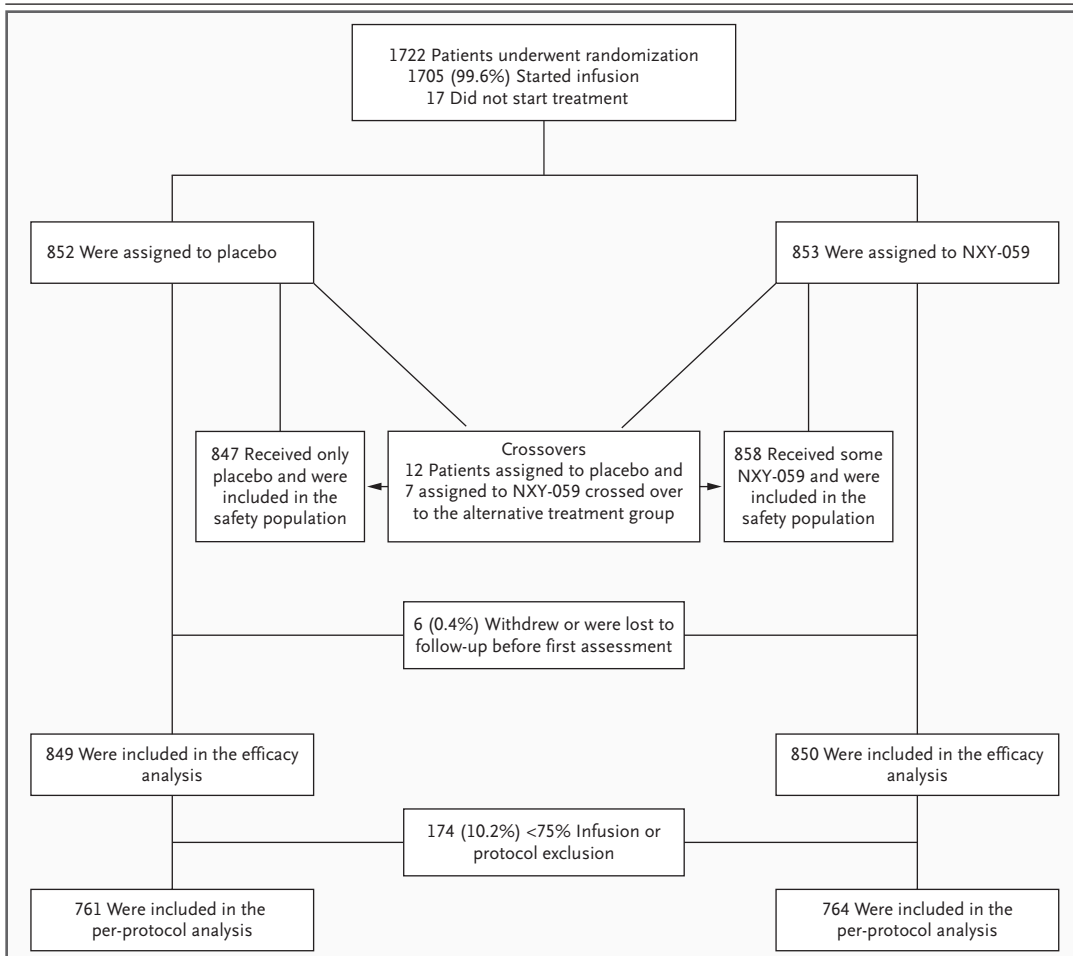 1722 Patients underwent randomization
1705 (99.6%) Started infusion
17 Did not start treatment
852 Were assigned to placebo
853 Were assigned to NXY-059
847 Received only
placebo and were
included in the
safety population
Crossovers
12 Patients assigned to placebo and
7 assigned to NXY-059 crossed over
to the alternative treatment group
858 Received some
NXY-059 and were
included in the
safety population
6 (0.4%) Withdrew or were lost to
follow-up before first assessment
849 Were included in the efficacy
analysis
850 Were included in the efficacy
analysis
174 (10.2%) <75% Infusion or
protocol exclusion
761 Were included in the
per-protocol analysis
764 Were included in the
per-protocol analysis